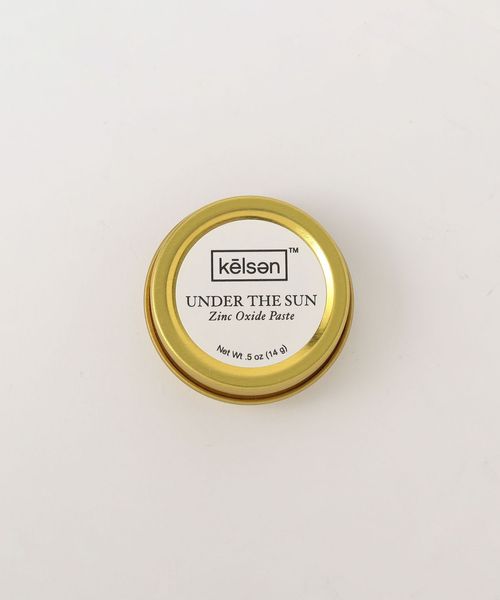 kēlsən™
UNDER THE SUN
Zinc Oxide Paste
Net Wt .5 oz (14 g)